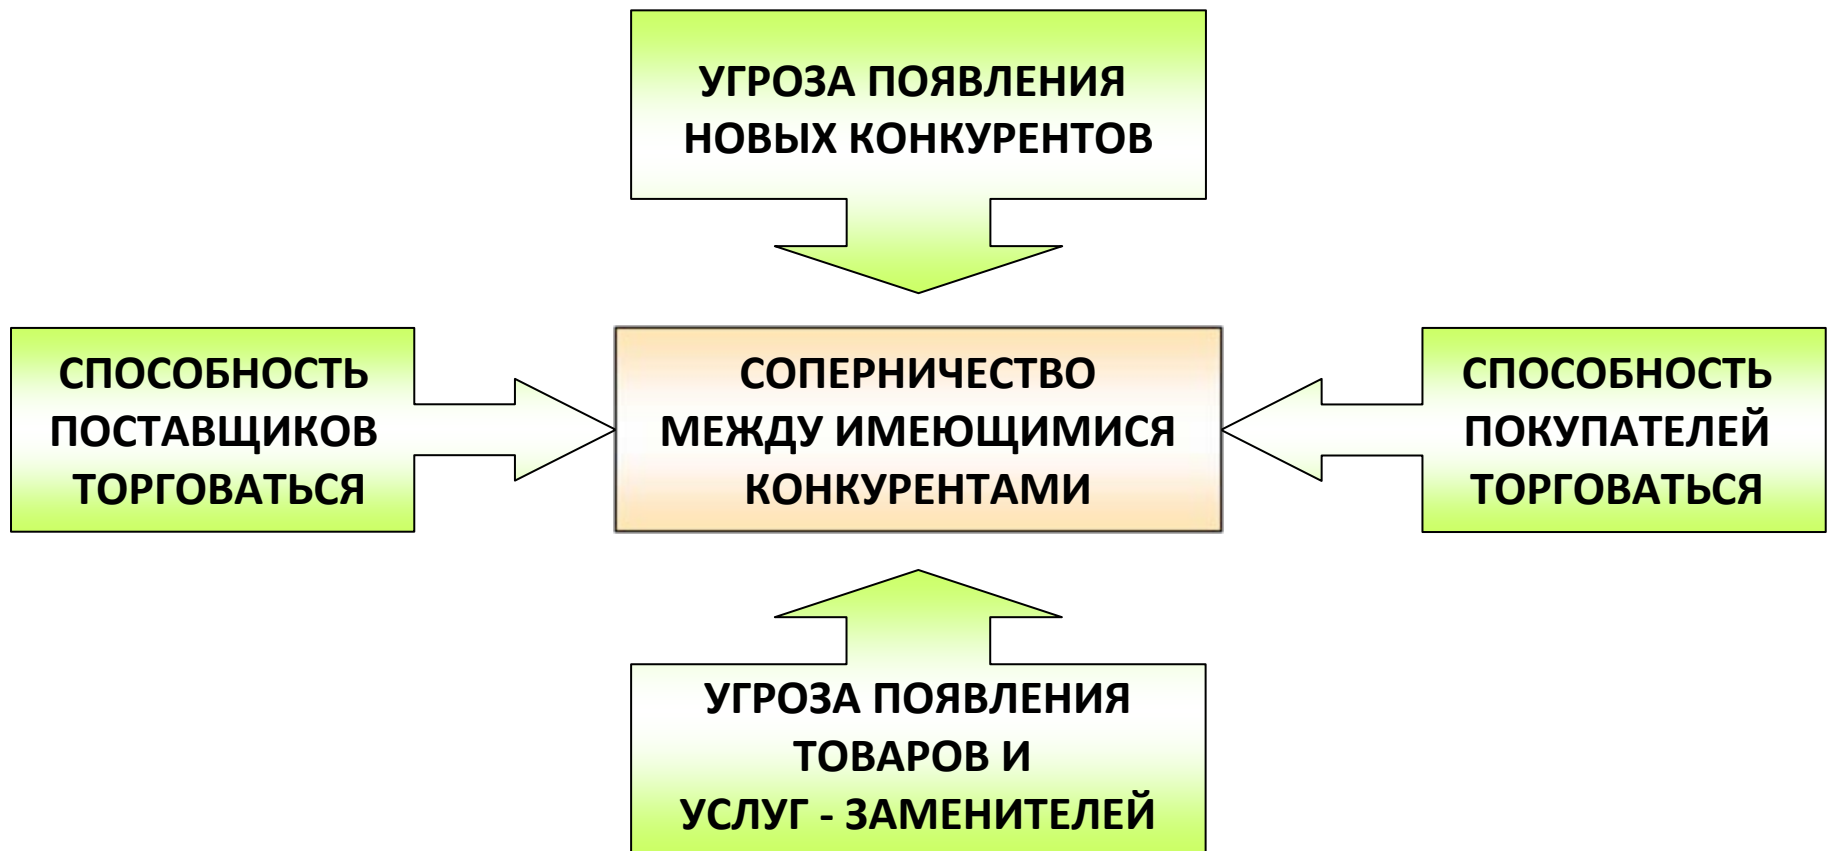 УГРОЗА ПОЯВЛЕНИЯ
НОВЫХ КОНКУРЕНТОВ
СПОСОБНОСТЬ
ПОСТАВЩИКОВ
ТОРГОВАТЬСЯ
СОПЕРНИЧЕСТВО
МЕЖДУ ИМЕЮЩИМИСЯ
КОНКУРЕНТАМИ
СПОСОБНОСТЬ
ПОКУПАТЕЛЕЙ
ТОРГОВАТЬСЯ
УГРОЗА ПОЯВЛЕНИЯ
ТОВАРОВ И
УСЛУГ - ЗАМЕНИТЕЛЕЙ